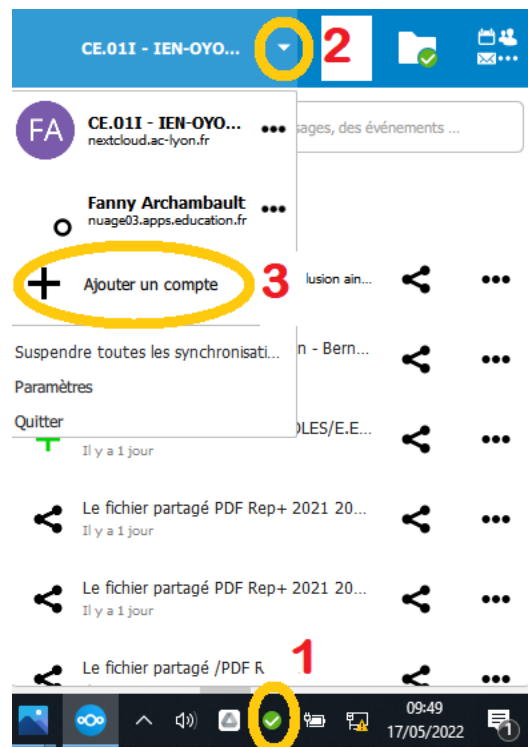 CE.01I - IEN-OYO... 2
FA CE.01I - IEN-OYO...
nextcloud.ac-lyon.fr
sages, des événements ...
Fanny Archambault
nuage03.apps.education.fr
Ajouter un compte 3 lusion ain...
Suspendre toutes les synchronisati... n - Bern...
Paramètres
Quitter OLES/E.E...
Il y a 1 jour
Le fichier partagé PDF Rep+ 2021 20...
Il y a 1 jour
Le fichier partagé PDF Rep+ 2021 20...
Il y a 1 jour
Le fichier partagé /PDF R 1
09:49
17/05/2022 1